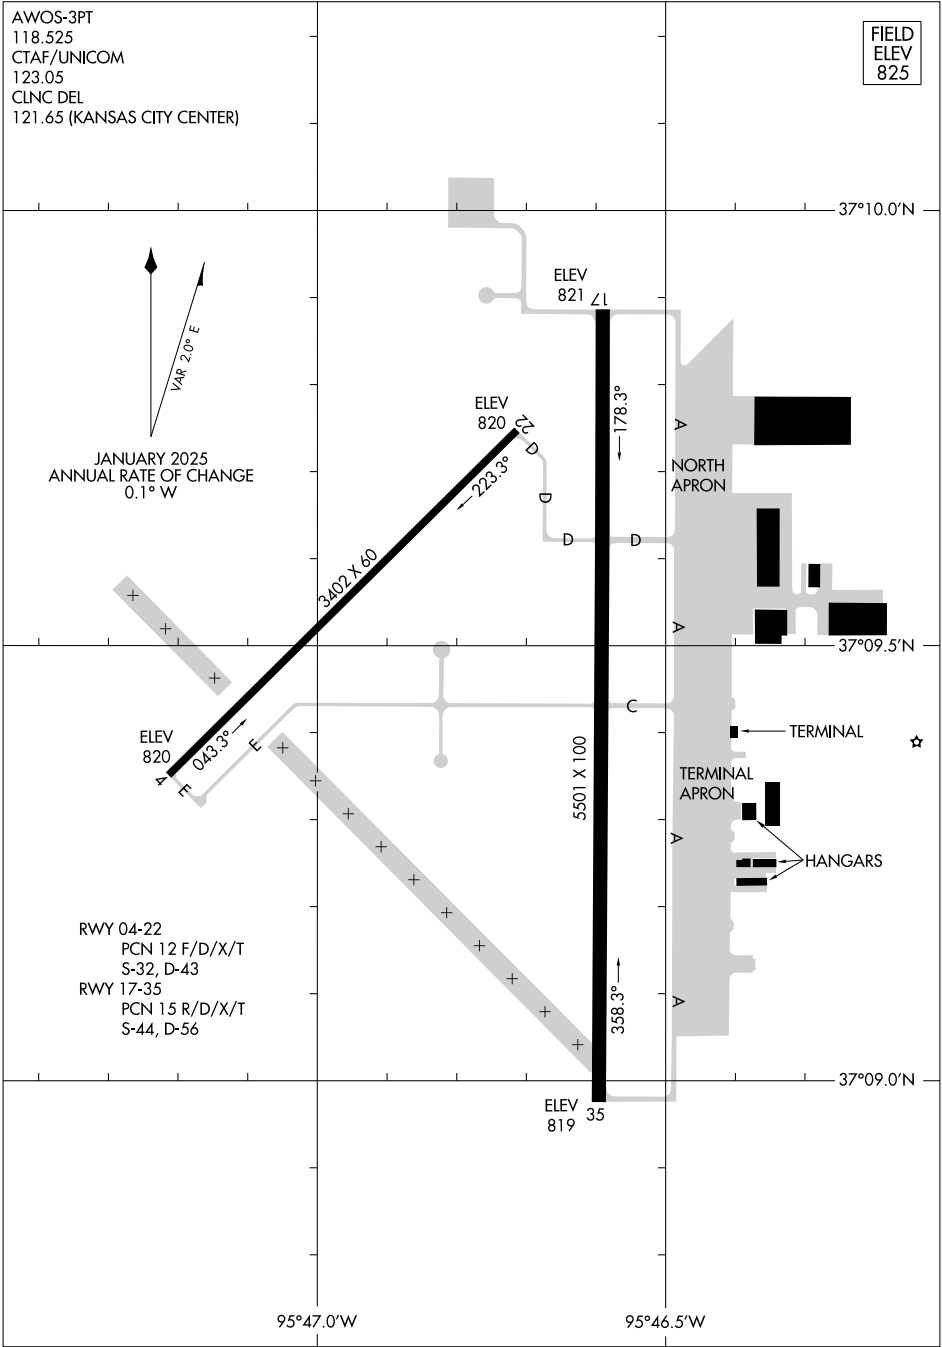 AWOS-3PT
118.525
CTAF/UNICOM
123.05
CLNC DEL
121.65 (KANSAS CITY CENTER)
FIELD
ELEV
825
37°10.0'N
VAR 2.0° E
JANUARY 2025
ANNUAL RATE OF CHANGE
0.1° W
ELEV
821
17
178.3°
ELEV
820
22
223.3°
D
D
D
D
A
NORTH
APRON
3402 X 60
A
37°09.5'N
C
TERMINAL
ELEV
820
4
043.3°
E
E
5501 X 100
TERMINAL
APRON
A
HANGARS
RWY 04-22
PCN 12 F/D/X/T
S-32, D-43
RWY 17-35
PCN 15 R/D/X/T
S-44, D-56
358.3°
A
37°09.0'N
ELEV
819
35
95°47.0'W
95°46.5'W